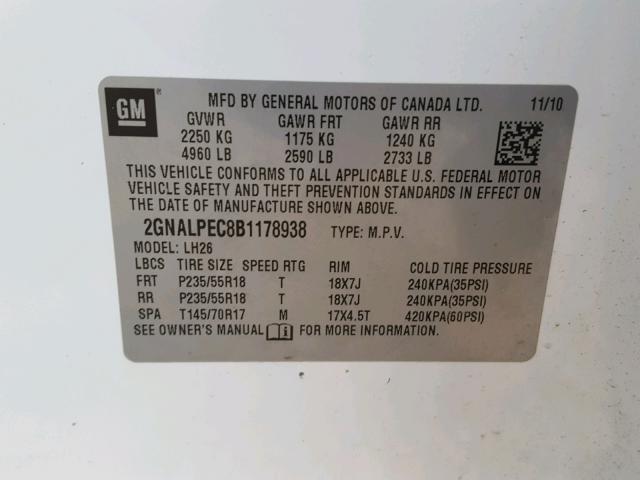 GM MFD BY GENERAL MOTORS OF CANADA LTD. 11/10
GVWR GAWR FRT GAWR RR
2250 KG 1175 KG 1240 KG
4960 LB 2590 LB 2733 LB
THIS VEHICLE CONFORMS TO ALL APPLICABLE U.S. FEDERAL MOTOR
VEHICLE SAFETY AND THEFT PREVENTION STANDARDS IN EFFECT ON
THE DATE OF MANUFACTURE SHOWN ABOVE.
2GNALPEC8B1178938 TYPE: M.P.V.
MODEL: LH26
LBCS TIRE SIZE SPEED RTG RIM COLD TIRE PRESSURE
FRT P235/55R18 T 18X7J 240KPA(35PSI)
RR P235/55R18 T 18X7J 240KPA(35PSI)
SPA T145/70R17 M 17X4.5T 420KPA(60PSI)
SEE OWNER'S MANUAL FOR MORE INFORMATION.